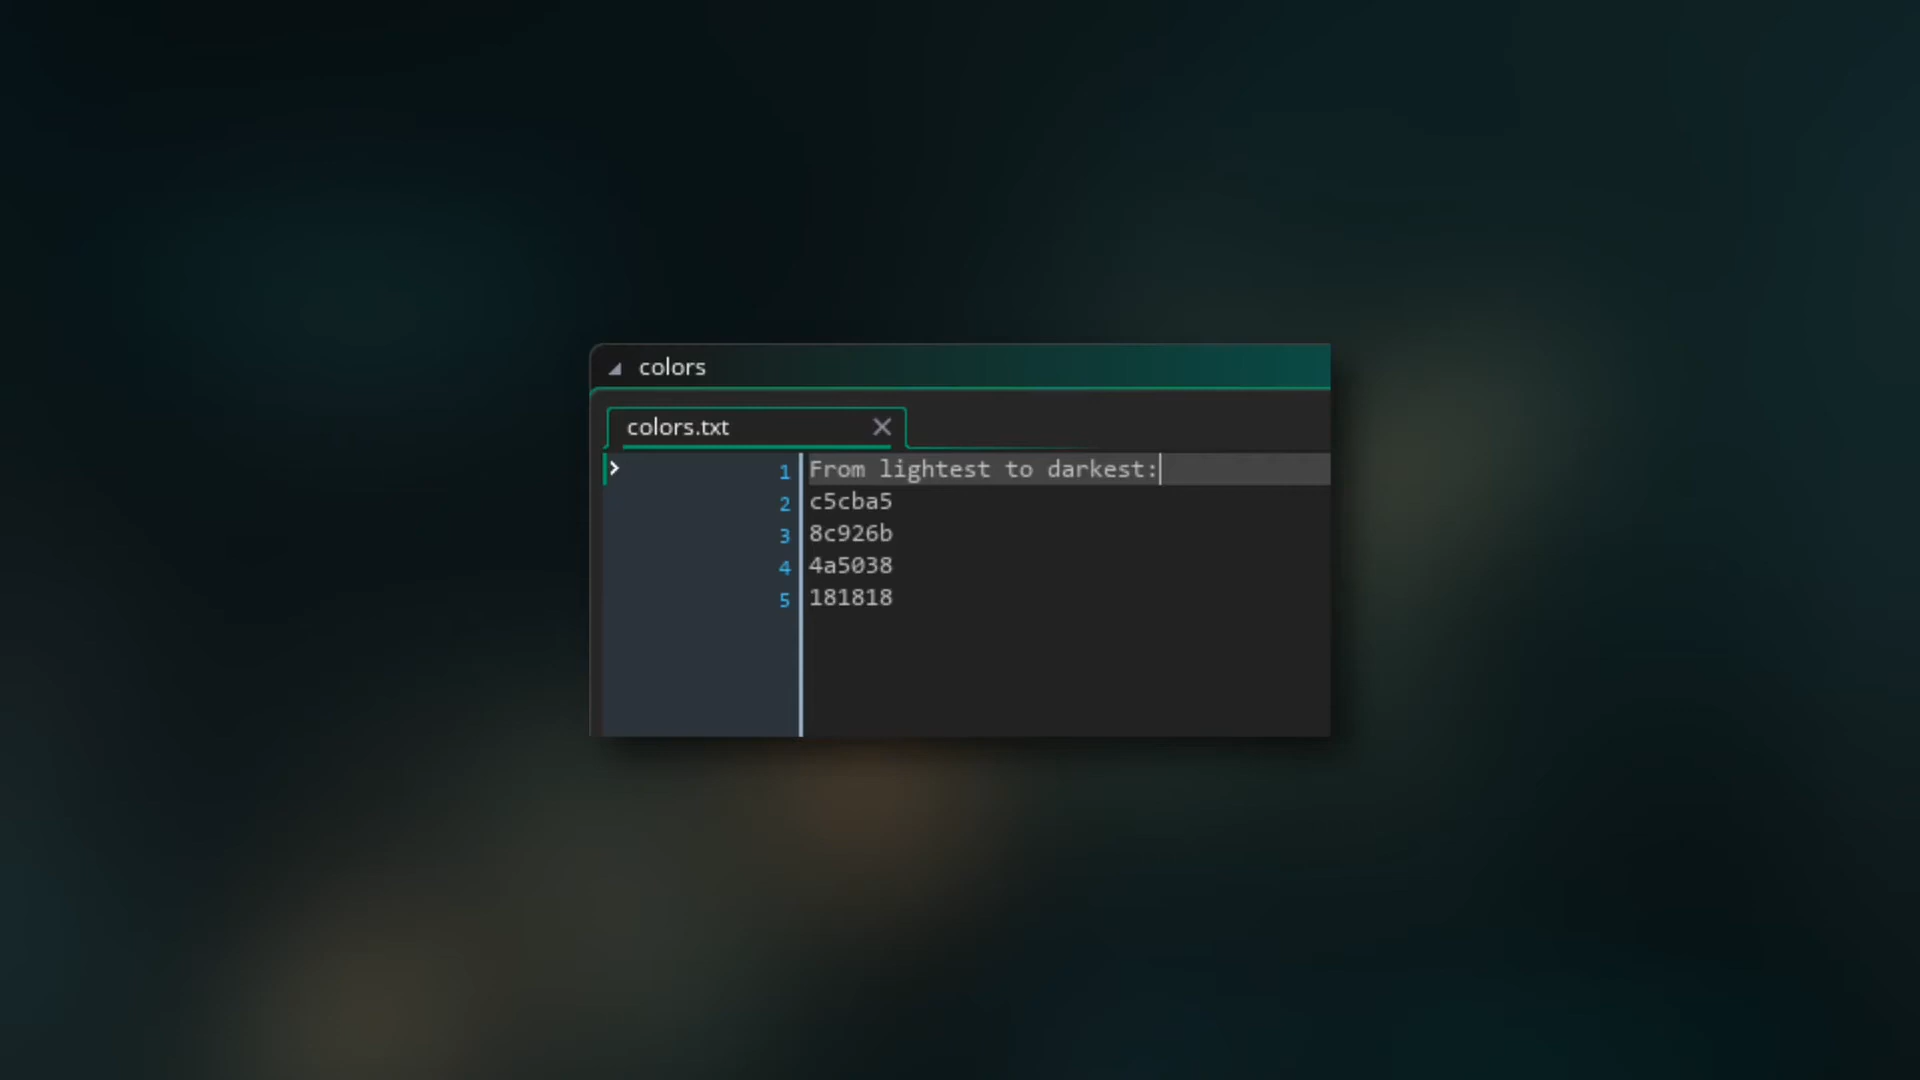 colors
colors.txt
1 From lightest to darkest:
2 c5cba5
3 8c926b
4 4a5038
5 181818